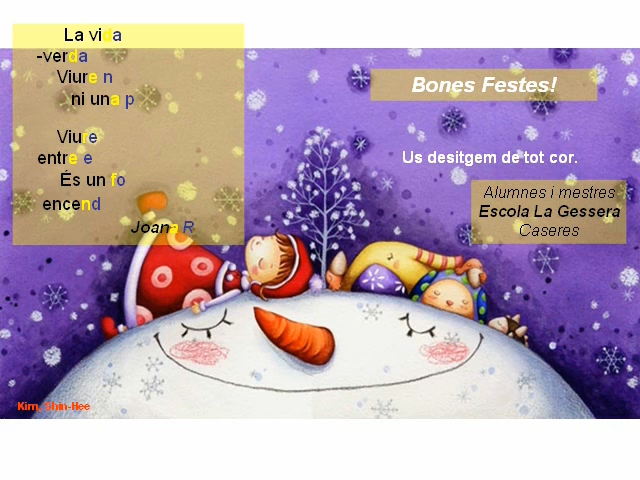 La vida
-verda
Viure n
ni una p
Viure e
entre e
És un fo
encend
Joana R
Bones Festes!
Us desitgem de tot cor.
Alumnes i mestres
Escola La Gessera
Caseres
Kim, Shin-Hee